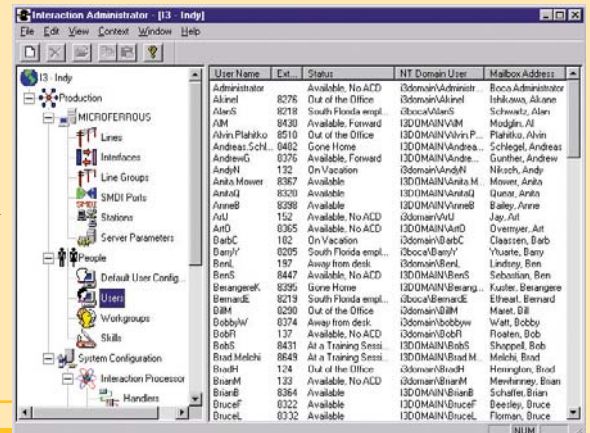 Interaction Administrator - [I3 - Indy]
File Edit View Context Window Help
I3 - Indy
Production
MICROFERROUS
Lines
Interfaces
Line Groups
SMDI Ports
Stations
Server Parameters
People
Default User Config...
Users
Workgroups
Skills
System Configuration
Interaction Processor
Handlers
User Name Ext... Status NT Domain User Mailbox Address
Administrator Available, No ACD i3domain\Administr... Boca Administrator
Akinel 8276 Out of the Office i3domain\Akinel Ishikawa, Akane
AlanS 8218 South Florida empl... i3boca\AlanS Schwartz, Alan
AlM 8430 Available, Forward I3DOMAIN\AlM Modglin, Al
Alvin.Plahitko 8510 Out of the Office I3DOMAIN\Alvin.P... Plahitko, Alvin
Andreas.Schl... 8482 Gone Home I3DOMAIN\Andre... Schlegel, Andreas
AndrewG 8376 Available, Forward I3DOMAIN\Andre... Gunther, Andrew
AndyN 132 On Vacation i3domain\AndyN Niksch, Andy
Anita.Mower 8367 Available I3DOMAIN\Anita.M... Mower, Anita
AnitaQ 8320 Available I3DOMAIN\AnitaQ Anita
AnneB 8398 Available I3DOMAIN\AnneB Bailey, Anne
ArtJ 152 Available, No ACD i3domain\ArtJ Jay, Art
ArtO 8365 Available, No ACD I3DOMAIN\ArtO Overmyer, Art
BarbC 182 On Vacation i3domain\BarbC Claassen, Barb
BarryY 8205 South Florida empl... i3boca\BarryY Ytuarte, Barry
BenL 197 Away from desk i3domain\BenL Lindsey, Ben
BenS 8447 Available, No ACD I3DOMAIN\BenS Sebastian, Ben
BerangereK 8395 Gone Home I3DOMAIN\Berang... Kuster, Berangere
BernardE 8219 South Florida empl... i3boca\BernardE Etheart, Bernard
BillM 8290 Out of the Office i3domain\BillM Maret, Bill
BobbyW 8374 Away from desk i3domain\bobbyw Watt, Bobby
BobR 137 Available, No ACD i3domain\BobR Roaten, Bob
BobS 8431 At a Training Sessi... I3DOMAIN\BobS Shappell, Bob
Brad.Melchi 8649 At a Training Sessi... I3DOMAIN\Brad.M... Melchi, Brad
BradH 124 Out of the Office i3domain\BradH Herrington, Brad
BrianM 133 Available, No ACD i3domain\BrianM Mewhinney, Brian
BrianB 8364 Available I3DOMAIN\BrianB Schaffer, Brian
BruceF 8322 Available I3DOMAIN\BruceF Beesley, Bruce
BruceL 8332 Available I3DOMAIN\BruceL Florman, Bruce
NUM